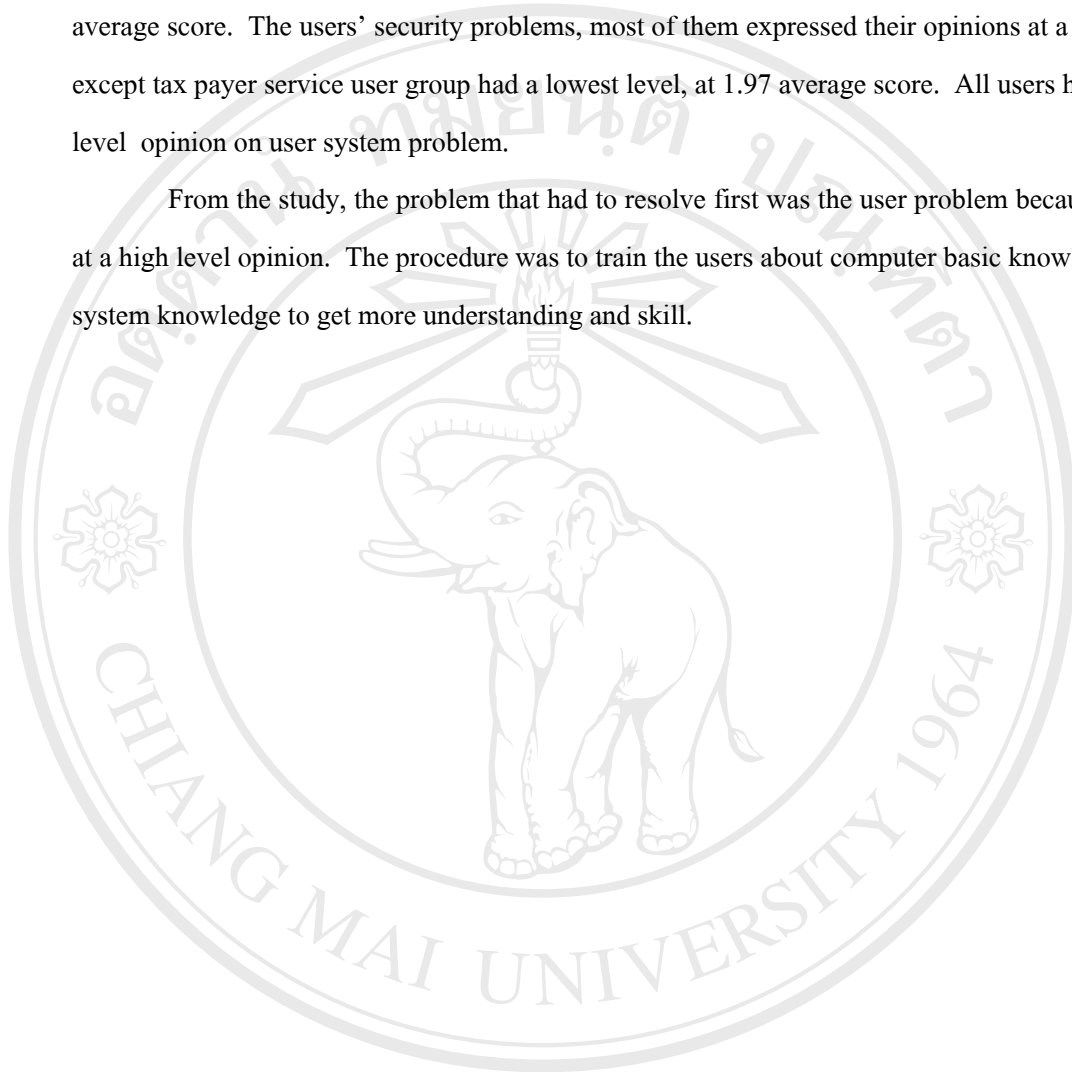 average score. The users’ security problems, most of them expressed their opinions at a
except tax payer service user group had a lowest level, at 1.97 average score. All users
level opinion on user system problem.
From the study, the problem that had to resolve first was the user problem
at a high level opinion. The procedure was to train the users about computer basic
system knowledge to get more understanding and skill.
CHIANG MAI UNIVERSITY 1964